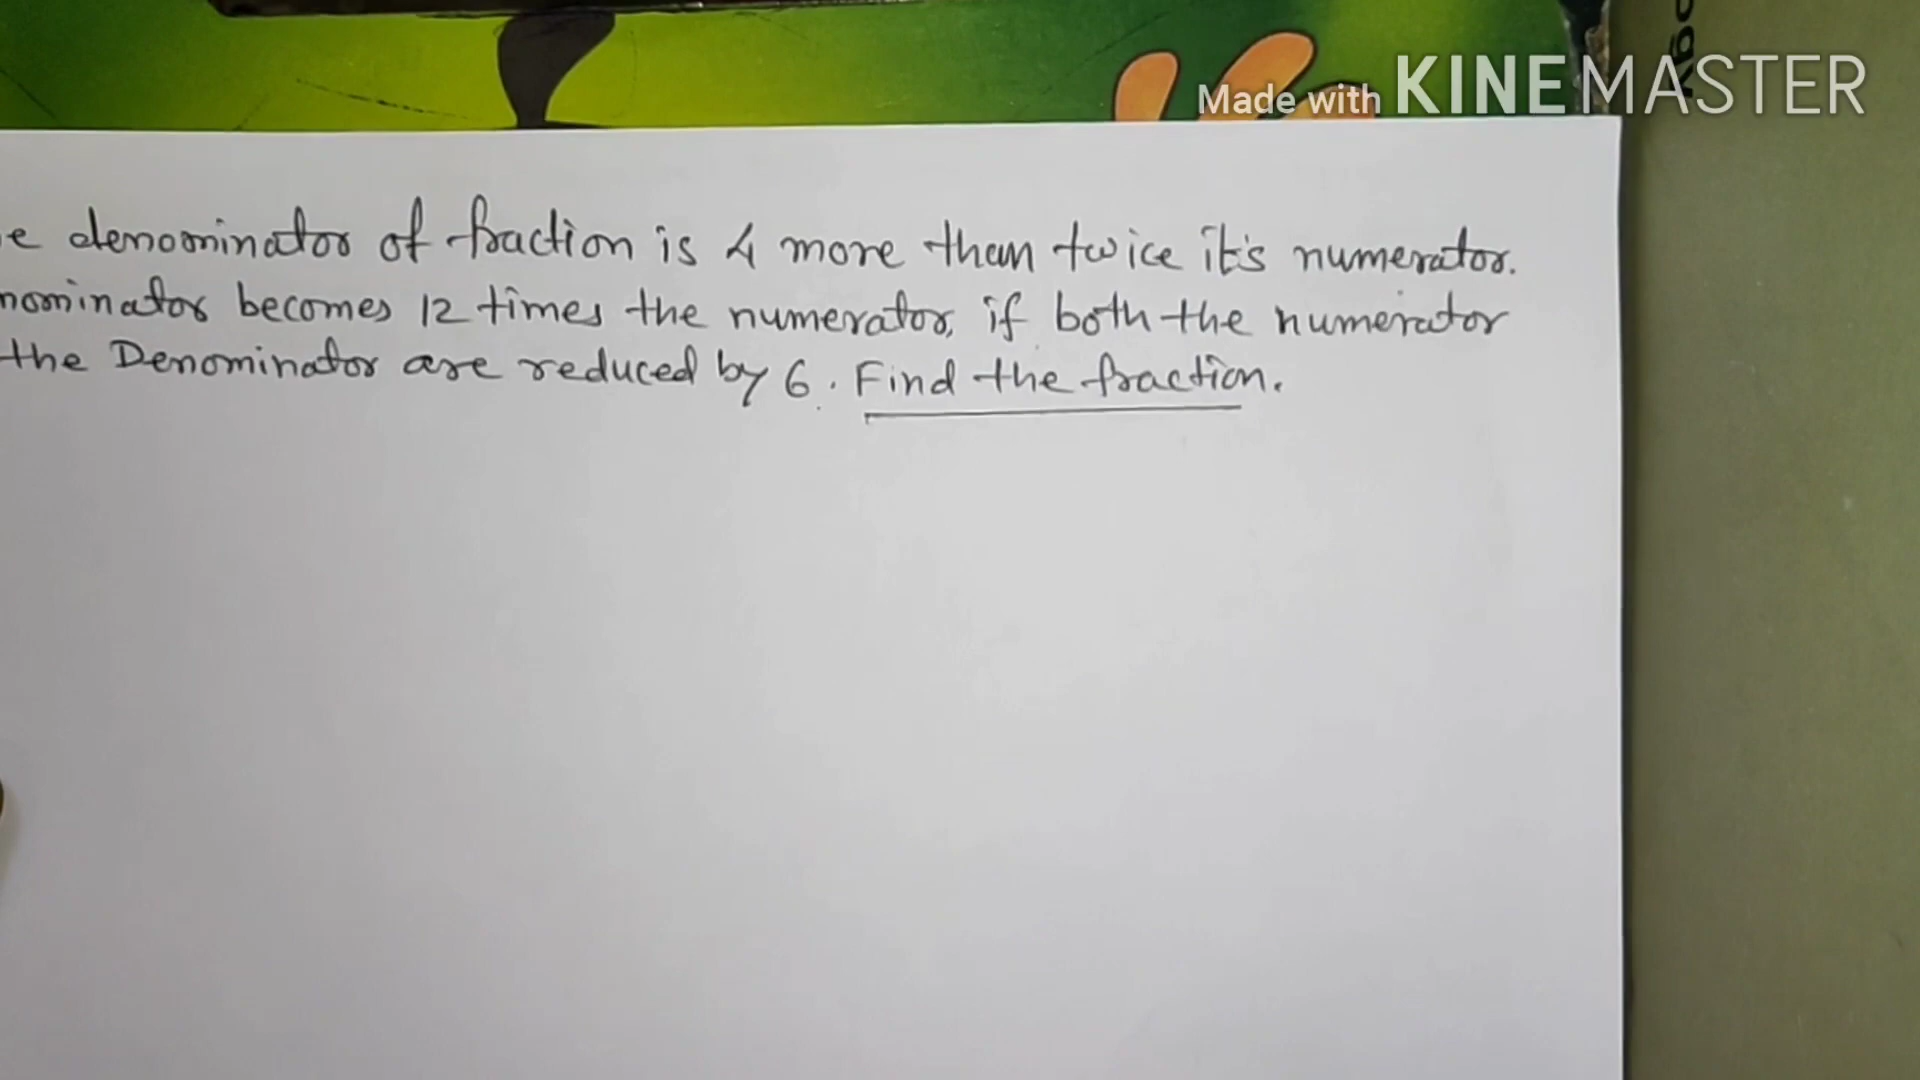 Made with KINEMASTER
e denominator of fraction is 4 more than twice it's numerator.
nominator becomes 12 times the numerator, if both the numerator
the Denominator are reduced by 6. Find the fraction.